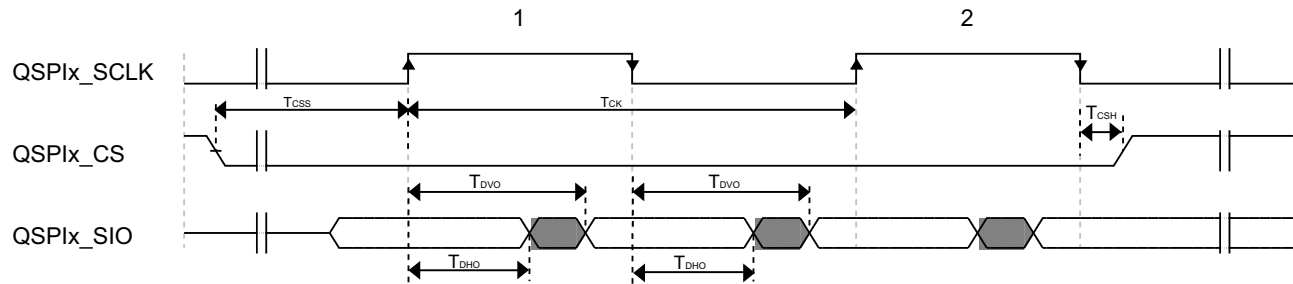 1 2
QSPIx_SCLK
TCSS TCK
TCSH
QSPIx_CS
TDVO TDVO
QSPIx_SIO
TDHO TDHO